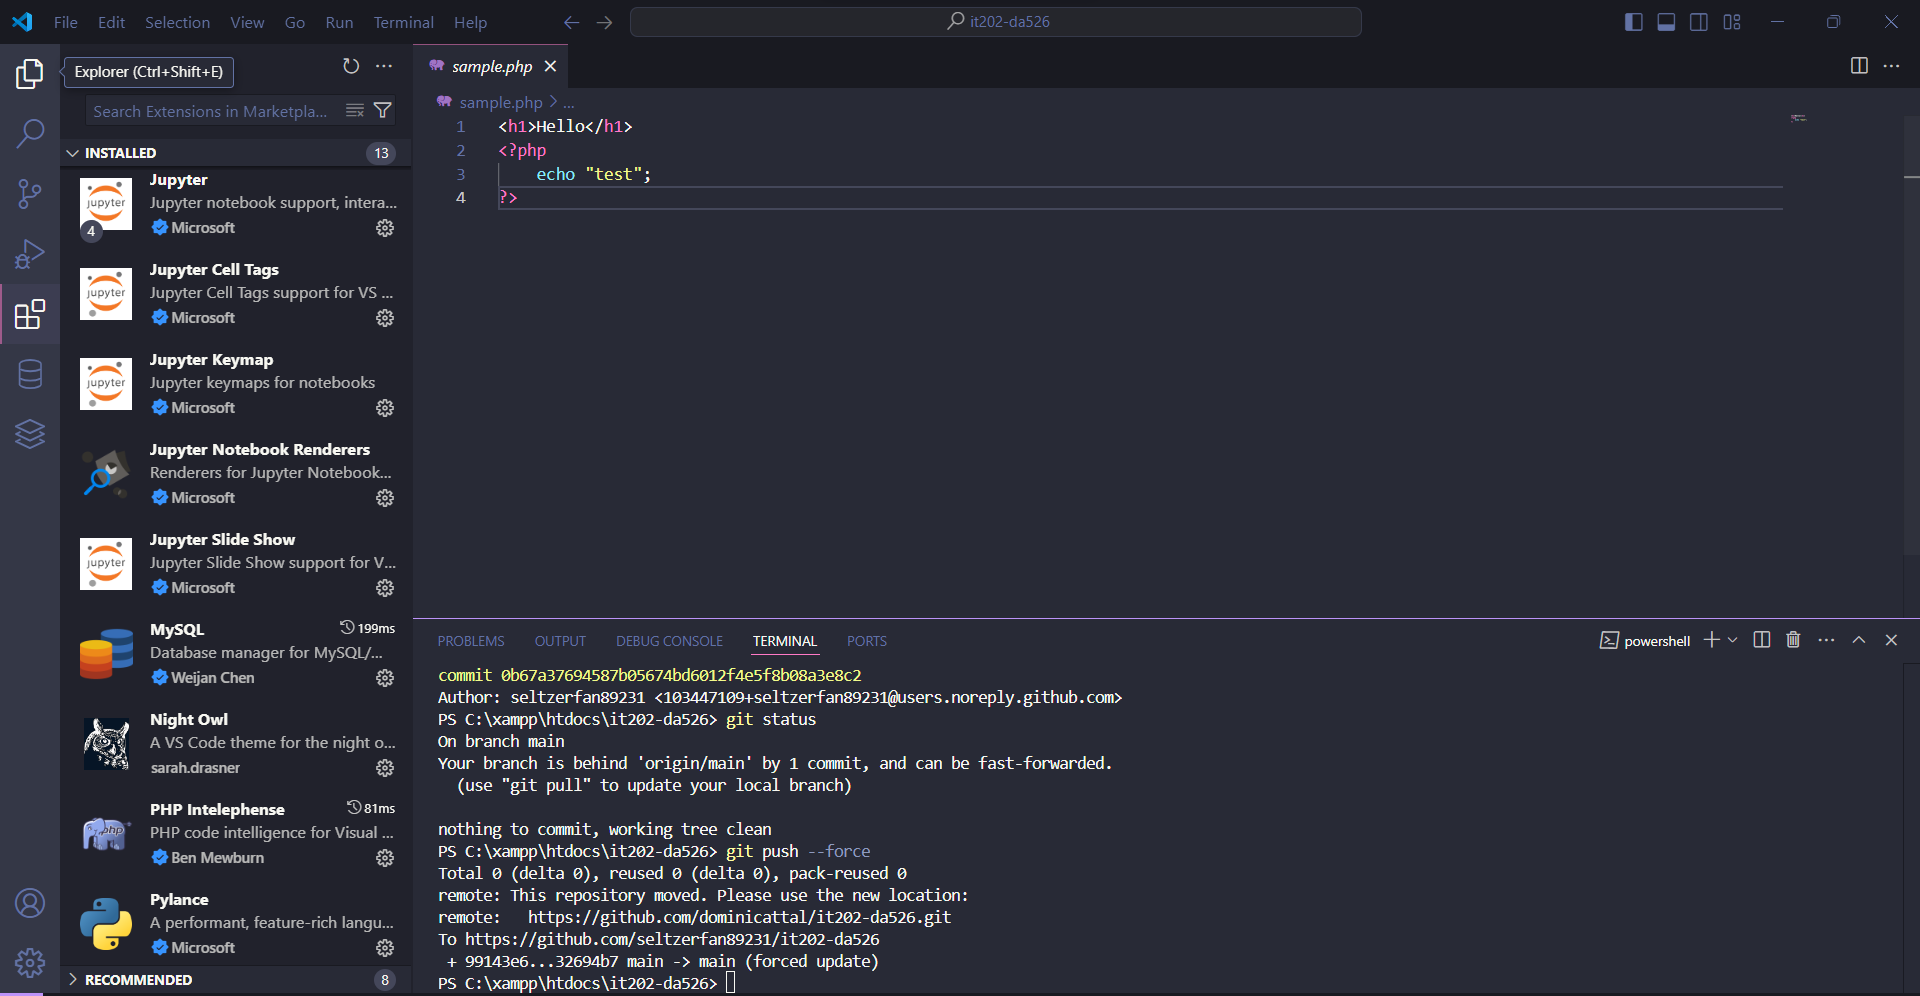 File Edit Selection View Go Run Terminal Help
it202-da526
Explorer (Ctrl+Shift+E)
Search Extensions in Marketpla...
INSTALLED 13
Jupyter
Jupyter notebook support, intera...
Microsoft
4
Jupyter Cell Tags
Jupyter Cell Tags support for VS ...
Microsoft
Jupyter Keymap
Jupyter keymaps for notebooks
Microsoft
Jupyter Notebook Renderers
Renderers for Jupyter Notebook...
Microsoft
Jupyter Slide Show
Jupyter Slide Show support for V...
Microsoft
MySQL 199ms
Database manager for MySQL/...
Weijan Chen
Night Owl
A VS Code theme for the night o...
sarah.drasner
PHP Intelephense 81ms
PHP code intelligence for Visual ...
Ben Mewburn
Pylance
A performant, feature-rich langu...
Microsoft
RECOMMENDED 8
jupyter
jupyter
jupyter
jupyter
php
sample.php
sample.php > ...
1 <h1>Hello</h1>
2 <?php
3 echo "test";
4 ?>
PROBLEMS OUTPUT DEBUG CONSOLE TERMINAL PORTS
powershell
commit 0b67a37694587b05674bd6012f4e5f8b08a3e8c2
Author: seltzerfan89231 <103447109+seltzerfan89231@users.noreply.github.com>
PS C:\xampp\htdocs\it202-da526> git status
On branch main
Your branch is behind 'origin/main' by 1 commit, and can be fast-forwarded.
(use "git pull" to update your local branch)
nothing to commit, working tree clean
PS C:\xampp\htdocs\it202-da526> git push --force
Total 0 (delta 0), reused 0 (delta 0), pack-reused 0
remote: This repository moved. Please use the new location:
remote: https://github.com/dominicattal/it202-da526.git
To https://github.com/seltzerfan89231/it202-da526
+ 99143e6...32694b7 main -> main (forced update)
PS C:\xampp\htdocs\it202-da526>